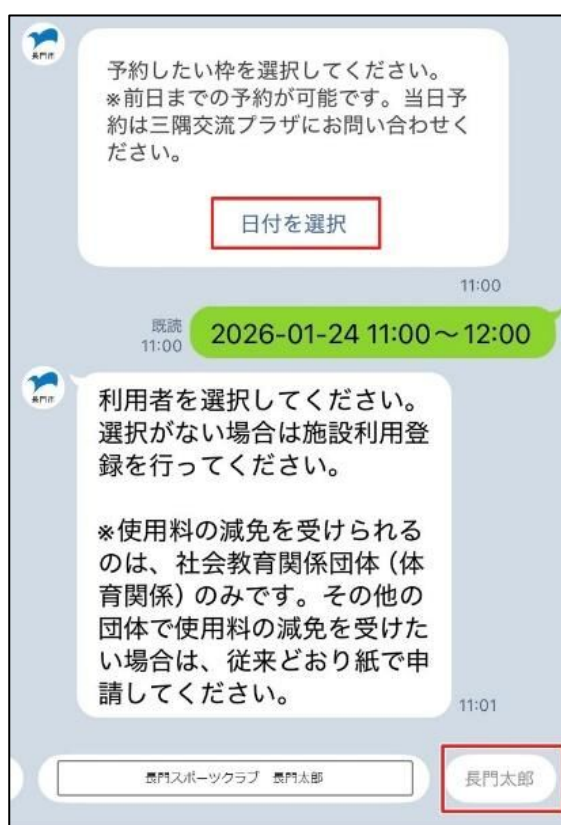 予約したい枠を選択してください。
※前日までの予約が可能です。当日予
約は三隅交流プラザにお問い合わせく
ださい。
日付を選択
長門市
11:00
既読
11:00
2026-01-24 11:00～12:00
長門市
利用者を選択してください。
選択がない場合は施設利用登
録を行ってください。
※使用料の減免を受けられる
のは、社会教育関係団体（体
育関係）のみです。その他の
団体で使用料の減免を受けた
い場合は、従来どおり紙で申
請してください。
11:01
長門スポーツクラブ 長門太郎
長門太郎